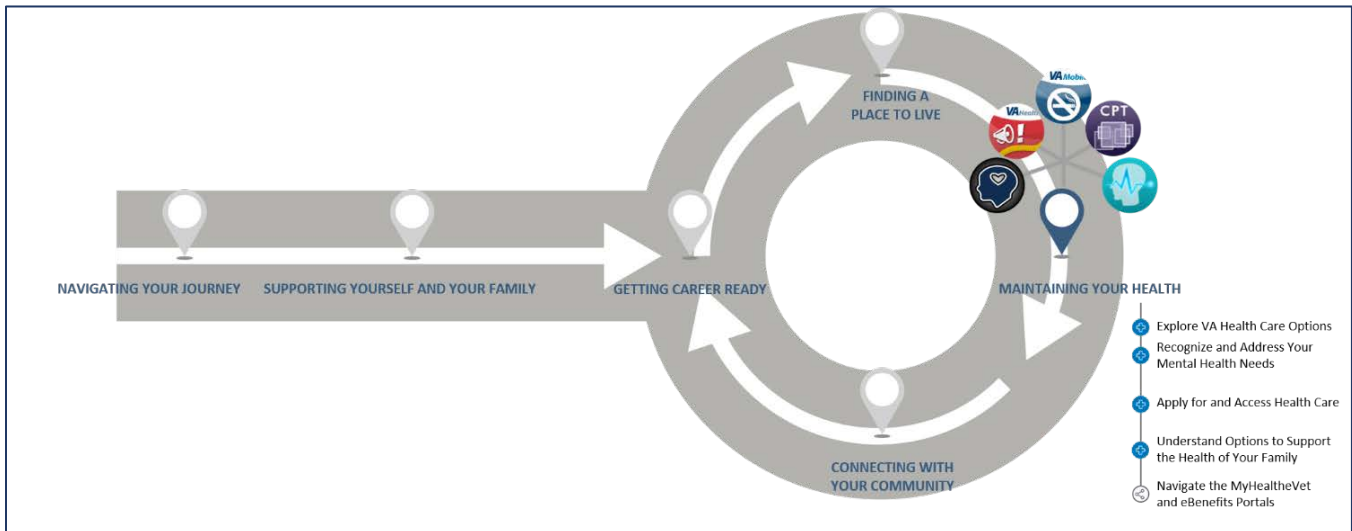 FINDING A
PLACE TO LIVE
VA Mobile
VA Health
CPT
NAVIGATING YOUR JOURNEY
SUPPORTING YOURSELF AND YOUR FAMILY
GETTING CAREER READY
MAINTAINING YOUR HEALTH
Explore VA Health Care Options
Recognize and Address Your
Mental Health Needs
Apply for and Access Health Care
Understand Options to Support
the Health of Your Family
Navigate the MyHealtheVet
and eBenefits Portals
CONNECTING WITH
YOUR COMMUNITY